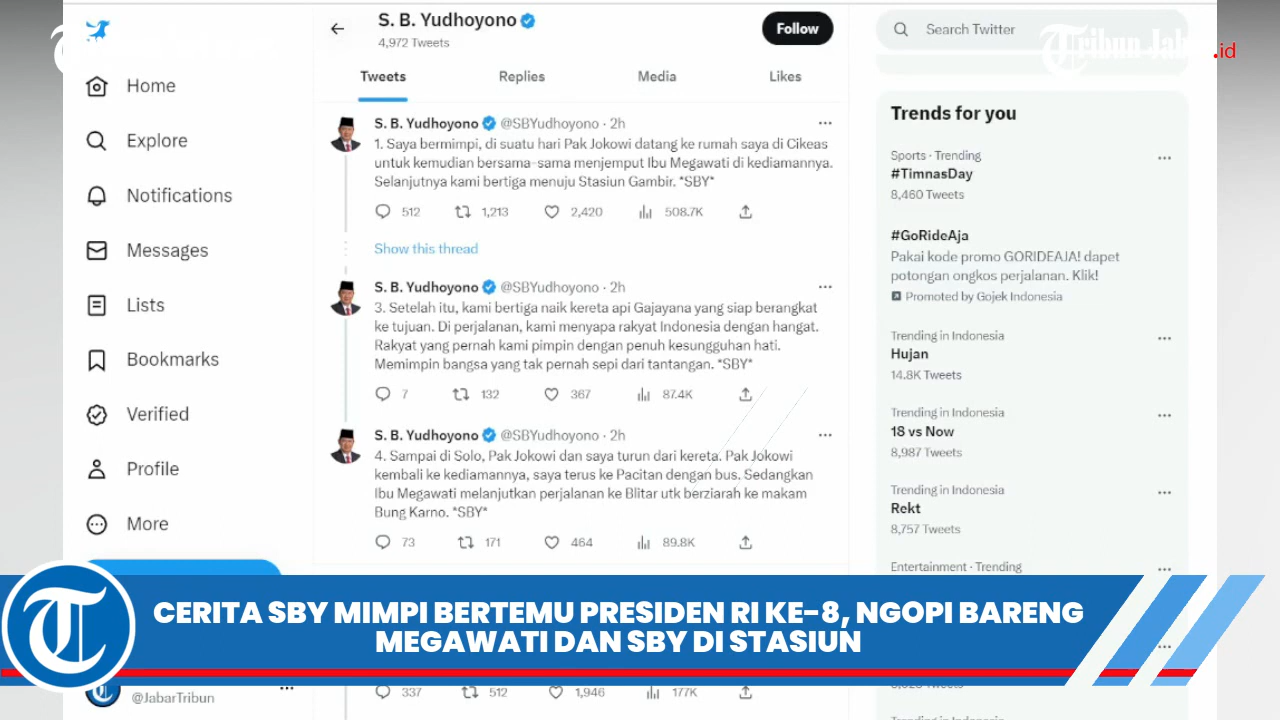 S. B. Yudhoyono
4,972 Tweets
Follow
Search Twitter
Tribun Jabar.id
Home
Explore
Notifications
Messages
Lists
Bookmarks
Verified
Profile
More
@JabarTribun
Tweets Replies Media Likes
S. B. Yudhoyono @SBYudhoyono · 2h
1. Saya bermimpi, di suatu hari Pak Jokowi datang ke rumah saya di Cikeas
untuk kemudian bersama-sama menjemput Ibu Megawati di kediamannya.
Selanjutnya kami bertiga menuju Stasiun Gambir. *SBY*
512 1,213 2,420 508.7K
Show this thread
S. B. Yudhoyono @SBYudhoyono · 2h
3. Setelah itu, kami bertiga naik kereta api Gajayana yang siap berangkat
ke tujuan. Di perjalanan, kami menyapa rakyat Indonesia dengan hangat.
Rakyat yang pernah kami pimpin dengan penuh kesungguhan hati.
Memimpin bangsa yang tak pernah sepi dari tantangan. *SBY*
7 132 367 87.4K
S. B. Yudhoyono @SBYudhoyono · 2h
4. Sampai di Solo, Pak Jokowi dan saya turun dari kereta. Pak Jokowi
kembali ke kediamannya, saya terus ke Pacitan dengan bus. Sedangkan
Ibu Megawati melanjutkan perjalanan ke Blitar utk berziarah ke makam
Bung Karno. *SBY*
73 171 464 89.8K
337 512 1,946 177K
Trends for you
Sports · Trending
#TimnasDay
8,460 Tweets
#GoRideAja
Pakai kode promo GORIDEAJA! dapet
potongan ongkos perjalanan. Klik!
Promoted by Gojek Indonesia
Trending in Indonesia
Hujan
14.8K Tweets
Trending in Indonesia
18 vs Now
8,987 Tweets
Trending in Indonesia
Rekt
8,757 Tweets
Entertainment · Trending
CERITA SBY MIMPI BERTEMU PRESIDEN RI KE-8, NGOPI BARENG
MEGAWATI DAN SBY DI STASIUN